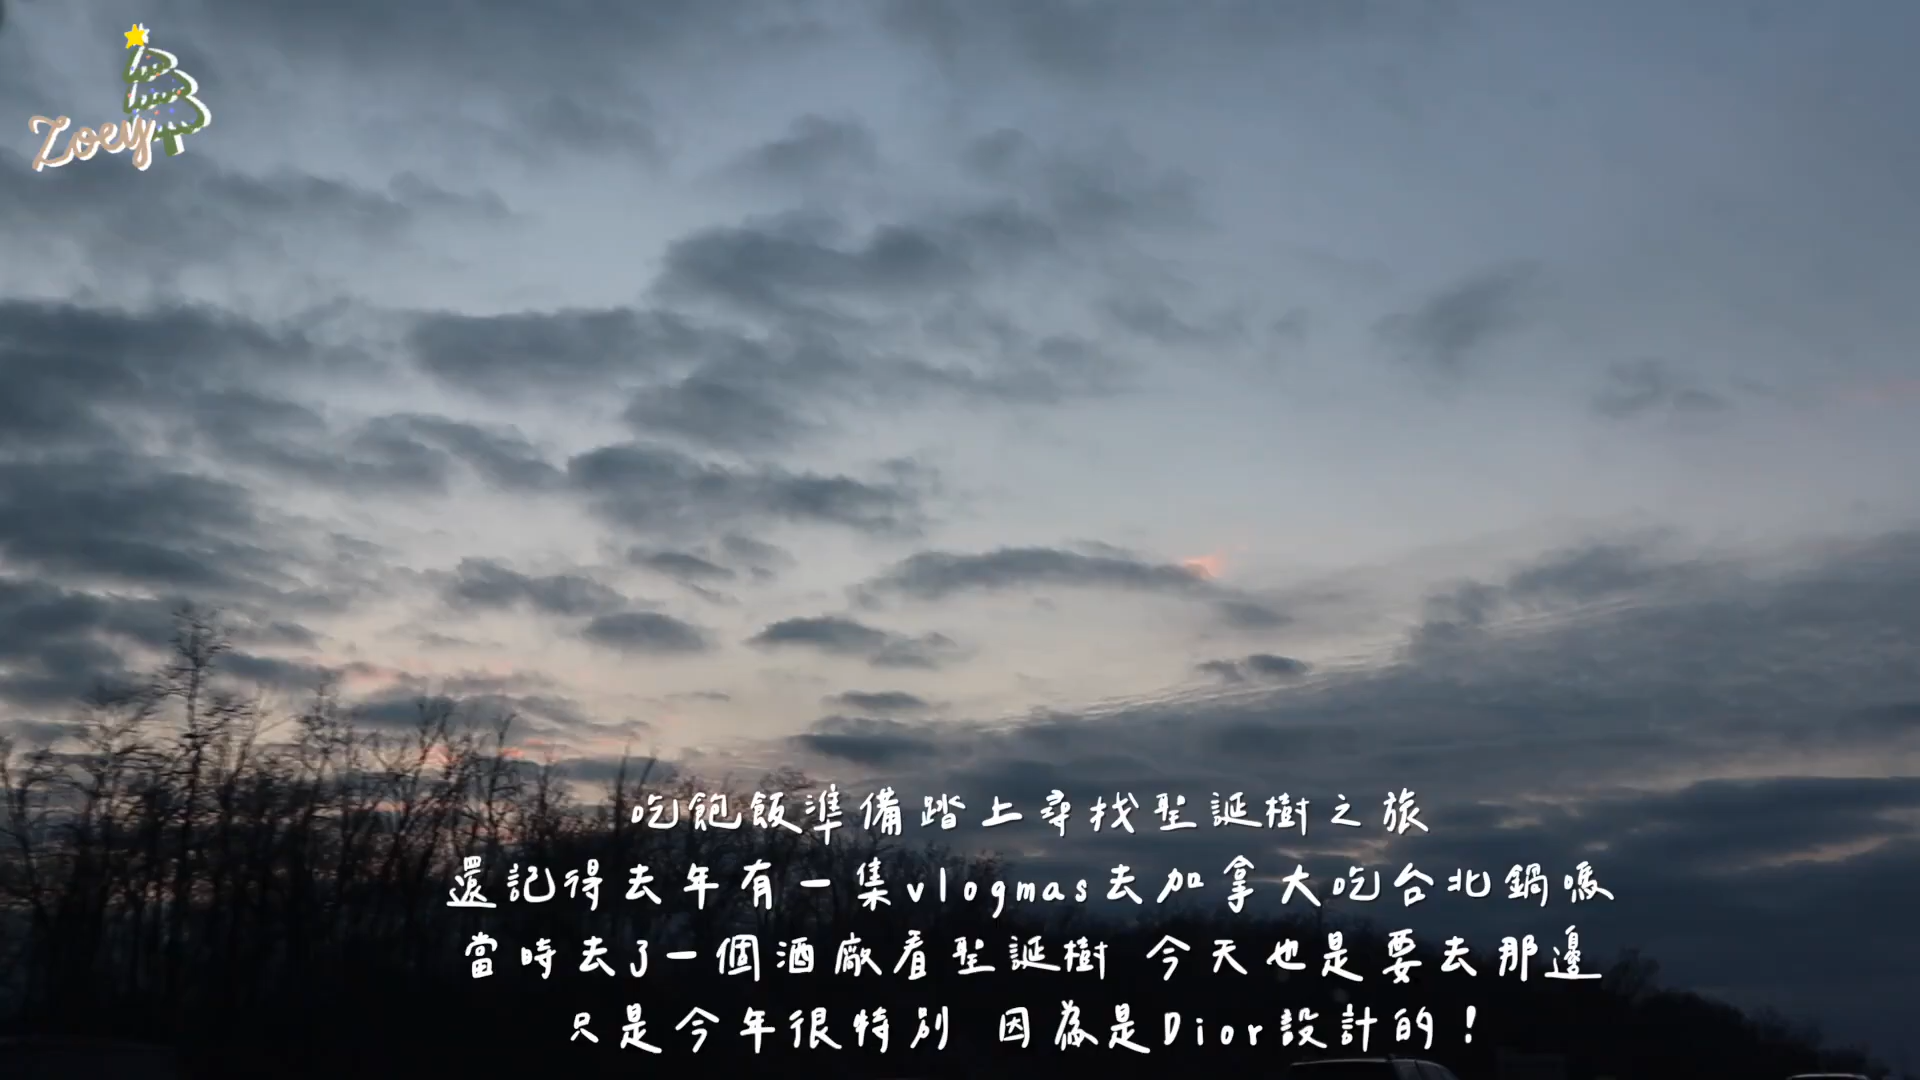 Zoey
吃飽飯準備踏上尋找聖誕樹之旅
還記得去年有一集vlogmas去加拿大吃台北鍋嗎
當時去了一個酒廠看聖誕樹 今天也是要去那邊
只是今年很特別 因為是Dior設計的!